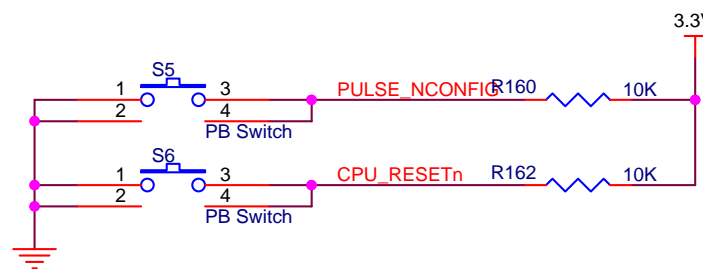 3.3V
S5
1 3
PULSE_NCONFIG R160 10K
2 4
PB Switch
S6
1 3
CPU_RESETn R162 10K
2 4
PB Switch